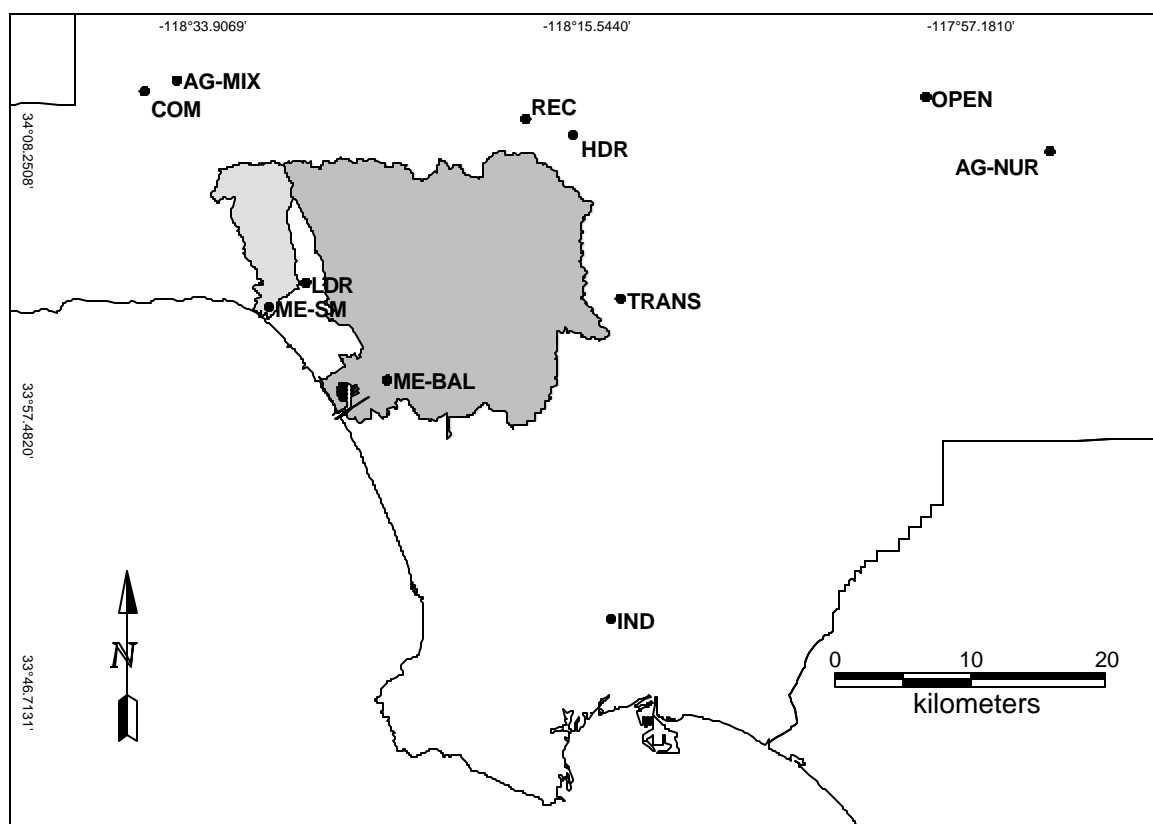 -118°33.9069' -118°15.5440' -117°57.1810'
AG-MIX
COM
OPEN
REC
HDR
AG-NUR
34°08.2508'
LDR
ME-SM
TRANS
ME-BAL
33°57.4820'
IND
N
33°46.7131'
0 10 20
kilometers